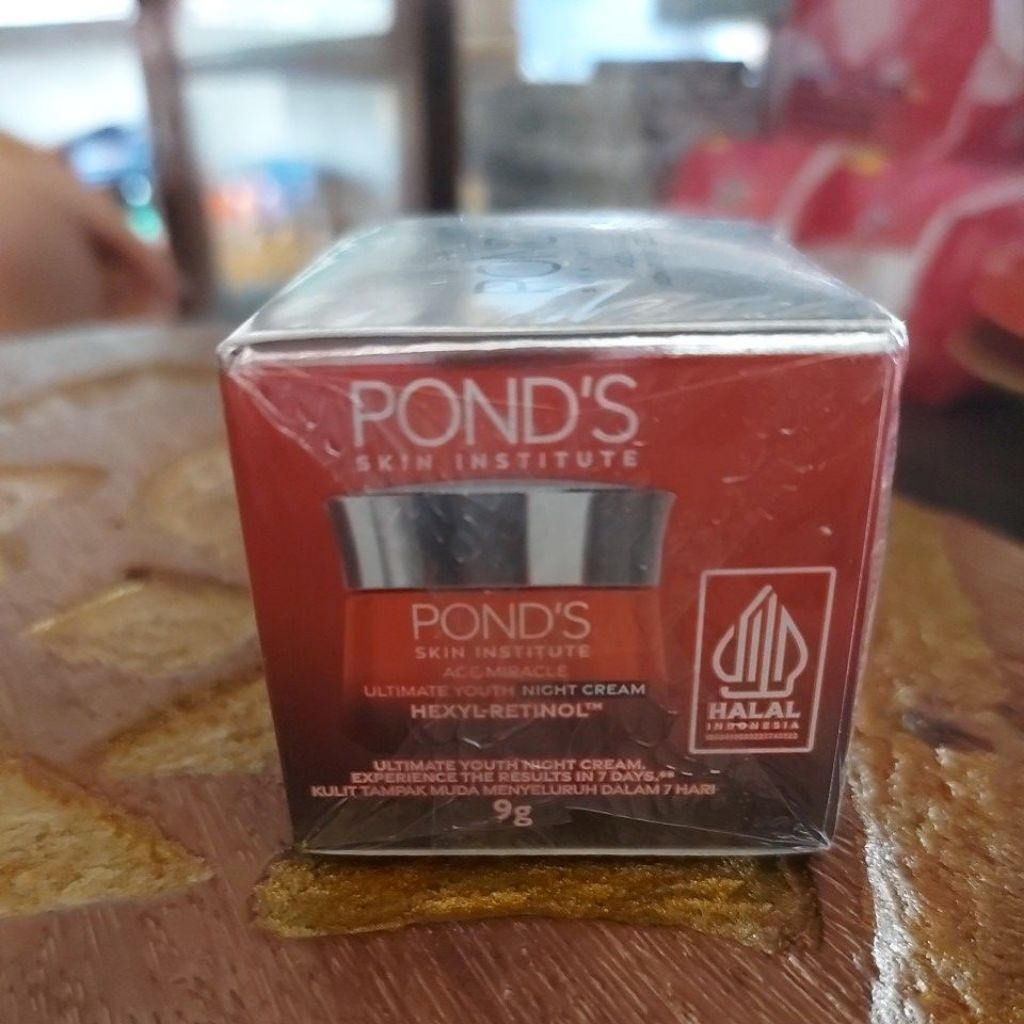 POND'S
SKIN INSTITUTE
POND'S
SKIN INSTITUTE
AGE MIRACLE
ULTIMATE YOUTH NIGHT CREAM
HEXYL-RETINOL™
HALAL
INDONESIA
ULTIMATE YOUTH NIGHT CREAM.
EXPERIENCE THE RESULTS IN 7 DAYS.**
KULIT TAMPAK MUDA MENYELURUH DALAM 7 HARI
9g